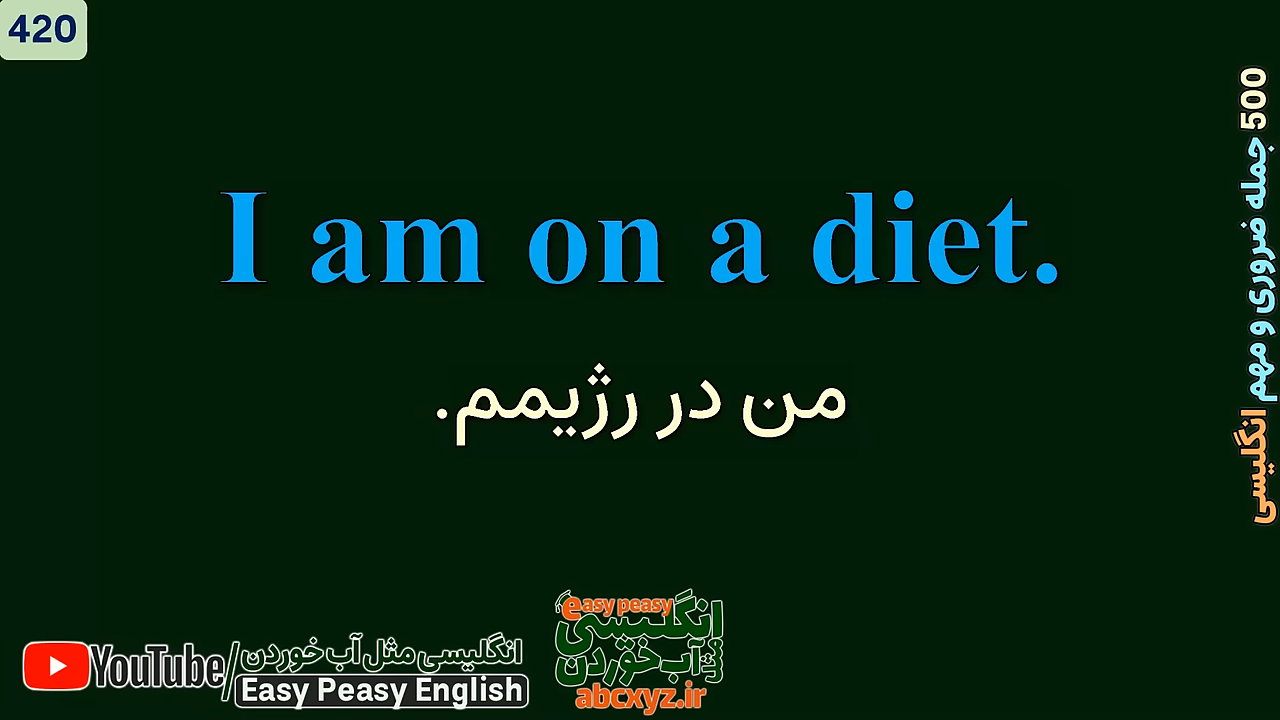 420
I am on a diet.
من در رژیمم.
500 جمله ضروری و مهم انگلیسی
YouTube/انگلیسی مثل آب خوردن
Easy Peasy English
easy peasy
انگلیسی
مثل آب خوردن
abcxyz.ir